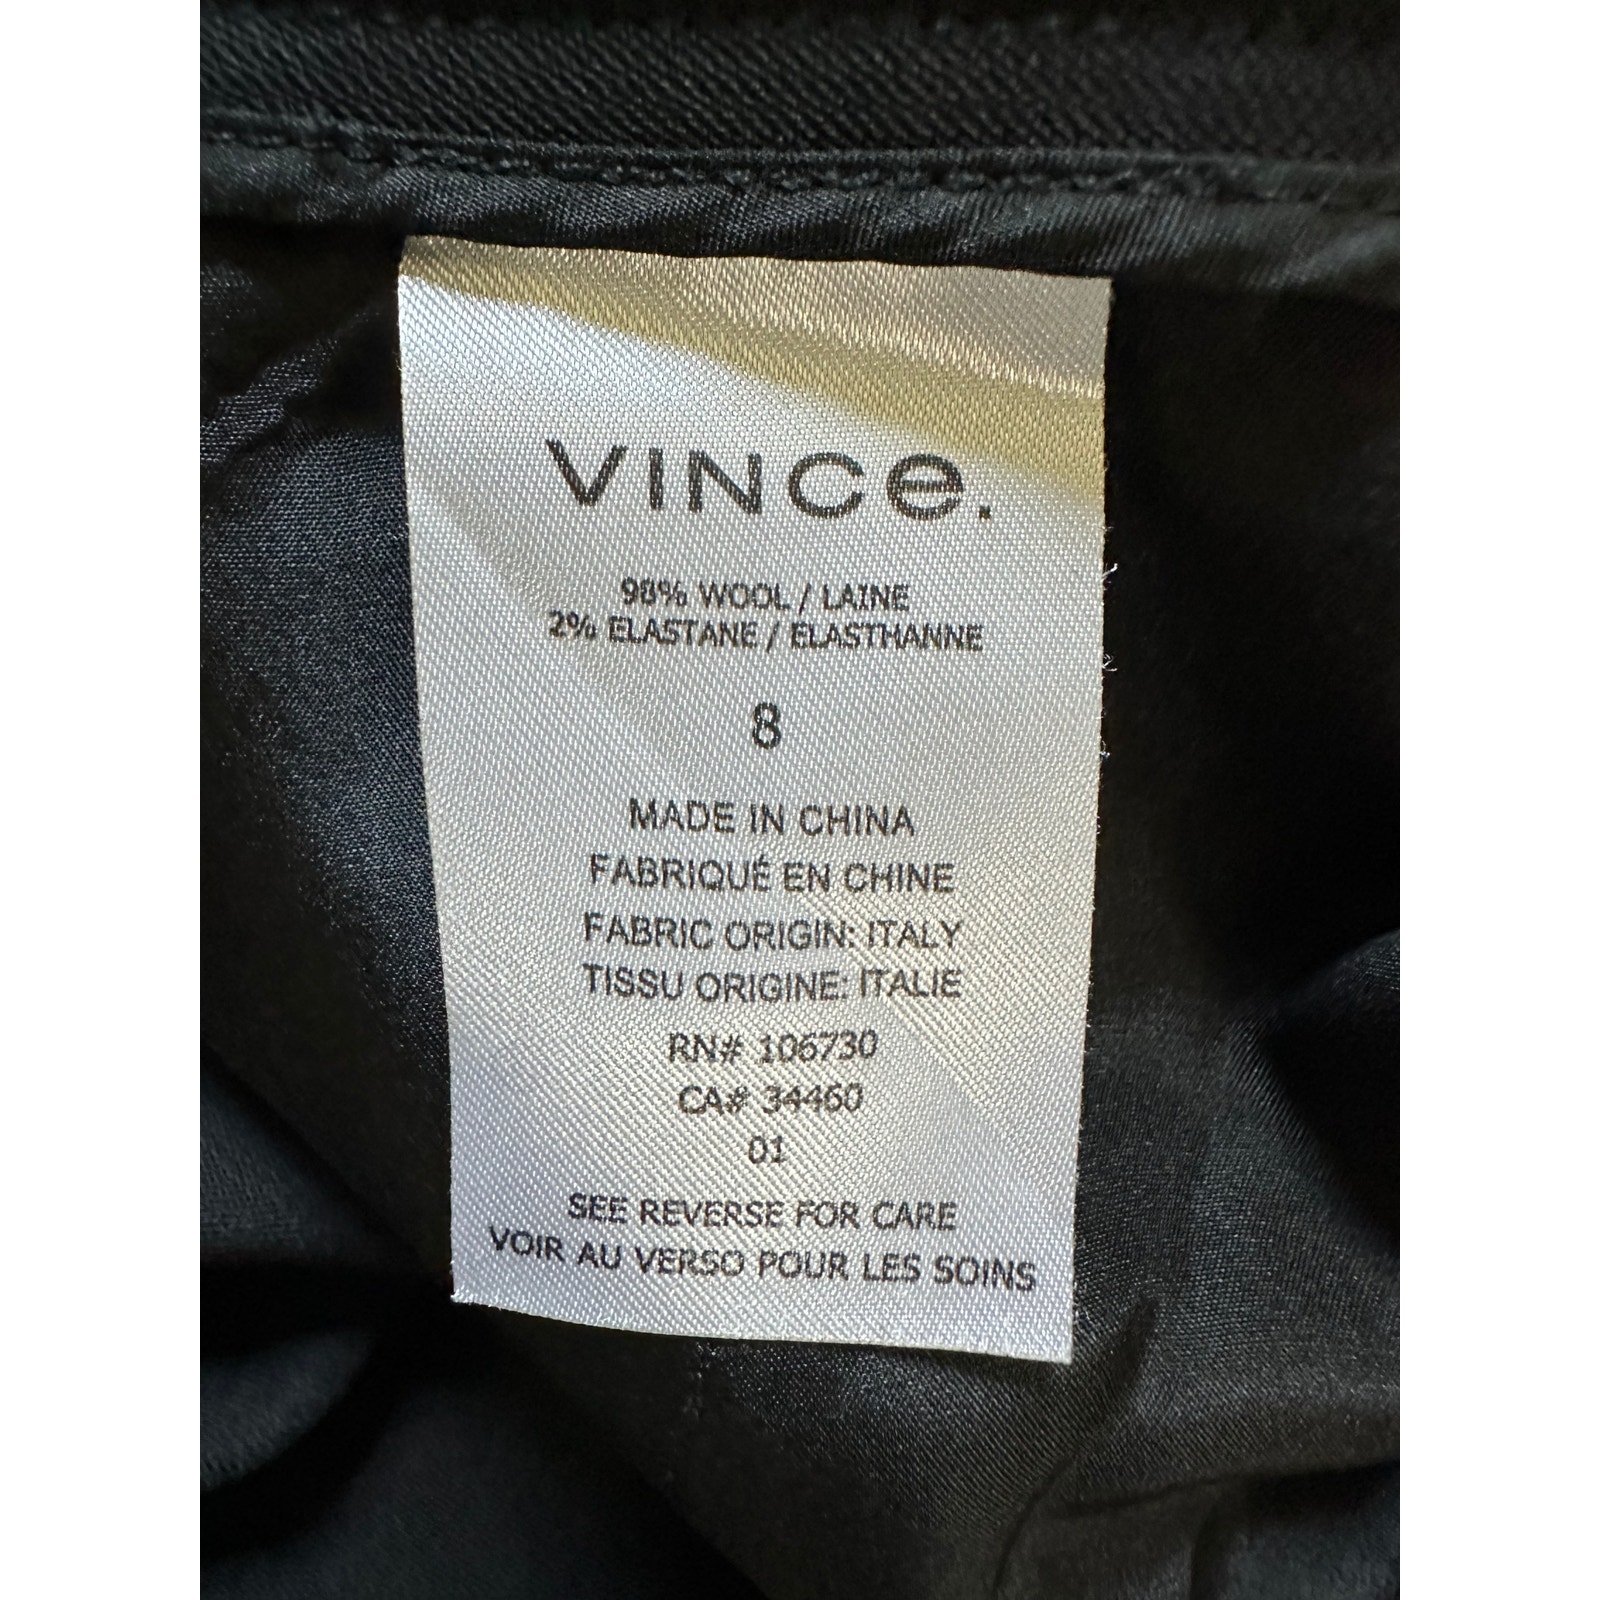 VINCe.
98% WOOL / LAINE
2% ELASTANE / ELASTHANNE
8
MADE IN CHINA
FABRIQUÉ EN CHINE
FABRIC ORIGIN: ITALY
TISSU ORIGINE: ITALIE
RN# 106730
CA# 34460
01
SEE REVERSE FOR CARE
VOIR AU VERSO POUR LES SOINS